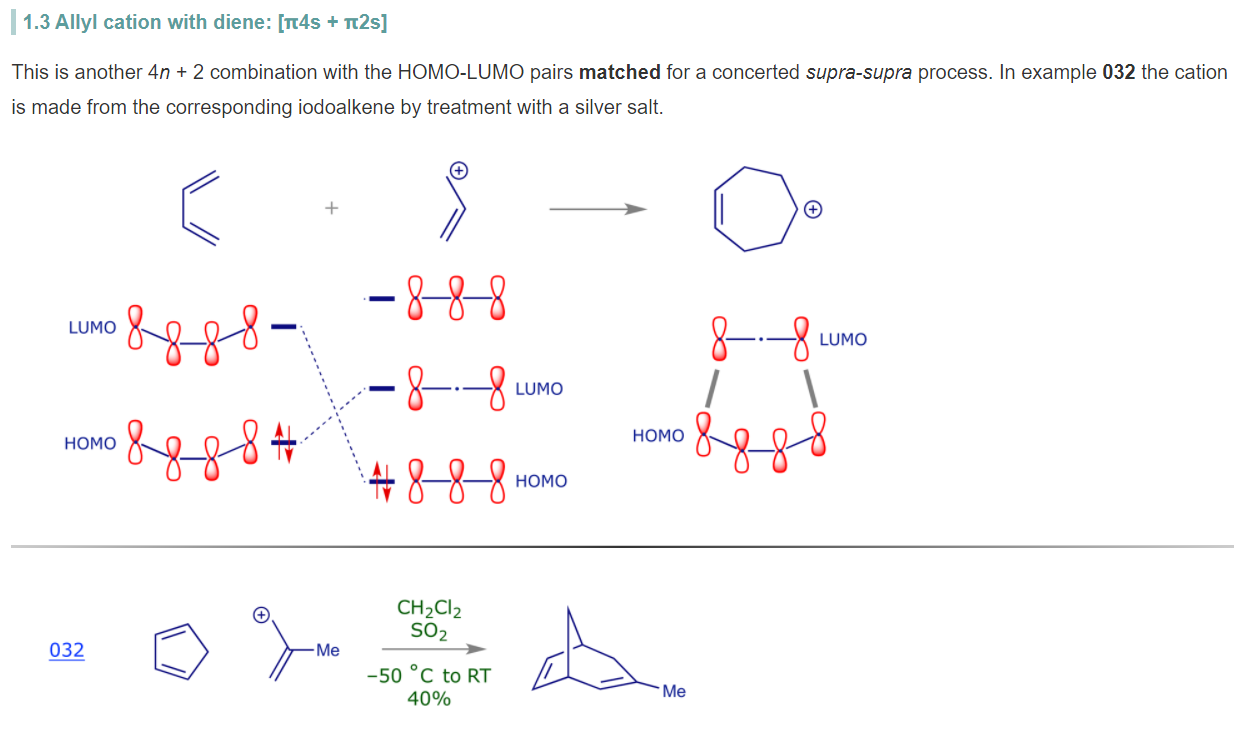 1.3 Allyl cation with diene: [π4s + π2s]
This is another 4n + 2 combination with the HOMO-LUMO pairs matched for a concerted supra-supra process. In example 032 the cation
is made from the corresponding iodoalkene by treatment with a silver salt.
+
+
+
LUMO
LUMO
LUMO
HOMO
HOMO
HOMO
CH₂Cl₂
+
SO₂
032
Me
−50 °C to RT
40%
Me